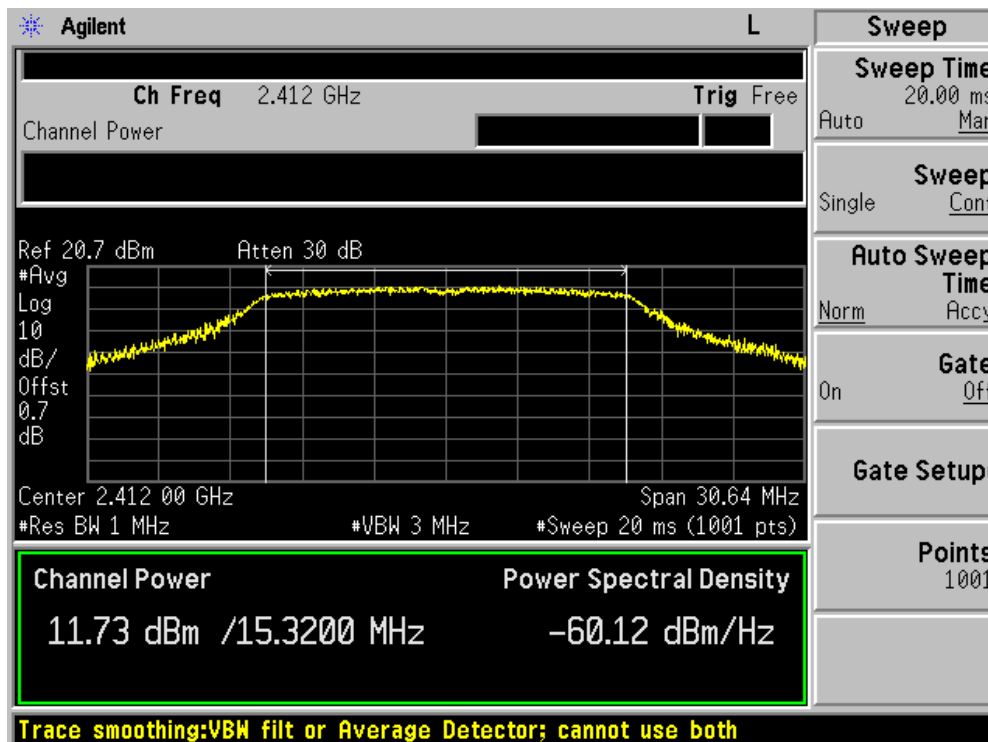 Agilent
L
Ch Freq 2.412 GHz
Trig Free
Channel Power
Ref 20.7 dBm
Atten 30 dB
#Avg
Log
10
dB/
Offst
0.7
dB
Center 2.412 00 GHz
Span 30.64 MHz
#Res BW 1 MHz
#VBW 3 MHz
#Sweep 20 ms (1001 pts)
Channel Power
Power Spectral Density
11.73 dBm /15.3200 MHz
-60.12 dBm/Hz
Trace smoothing:VBW filt or Average Detector; cannot use both
Sweep
Sweep Time
20.00 ms
Auto Man
Sweep
Single Cont
Auto Sweep
Time
Norm Accy
Gate
On Off
Gate Setup
Points
1001